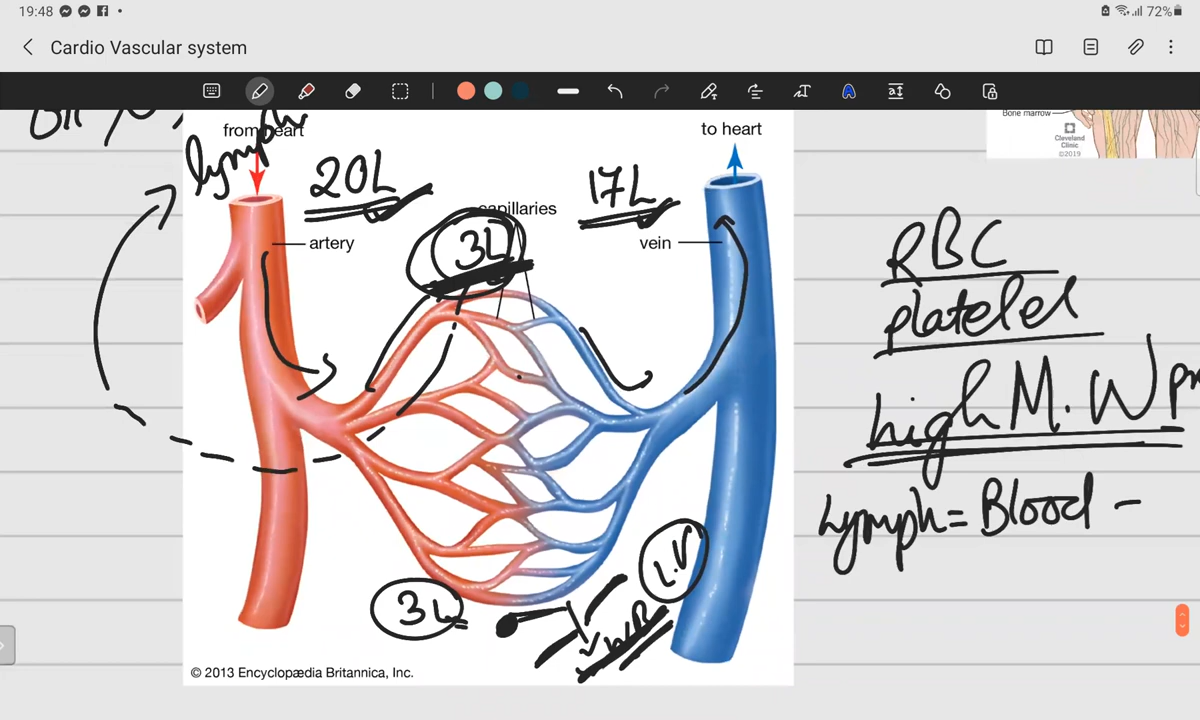 19:48 72%
Cardio Vascular system
from heart
lymph
to heart
20L
17L
capillaries
3L
artery
vein
Bone marrow
Cleveland
Clinic
©2019
RBC
platelet
high M.W
Lymph = Blood -
L.V
3L
© 2013 Encyclopædia Britannica, Inc.